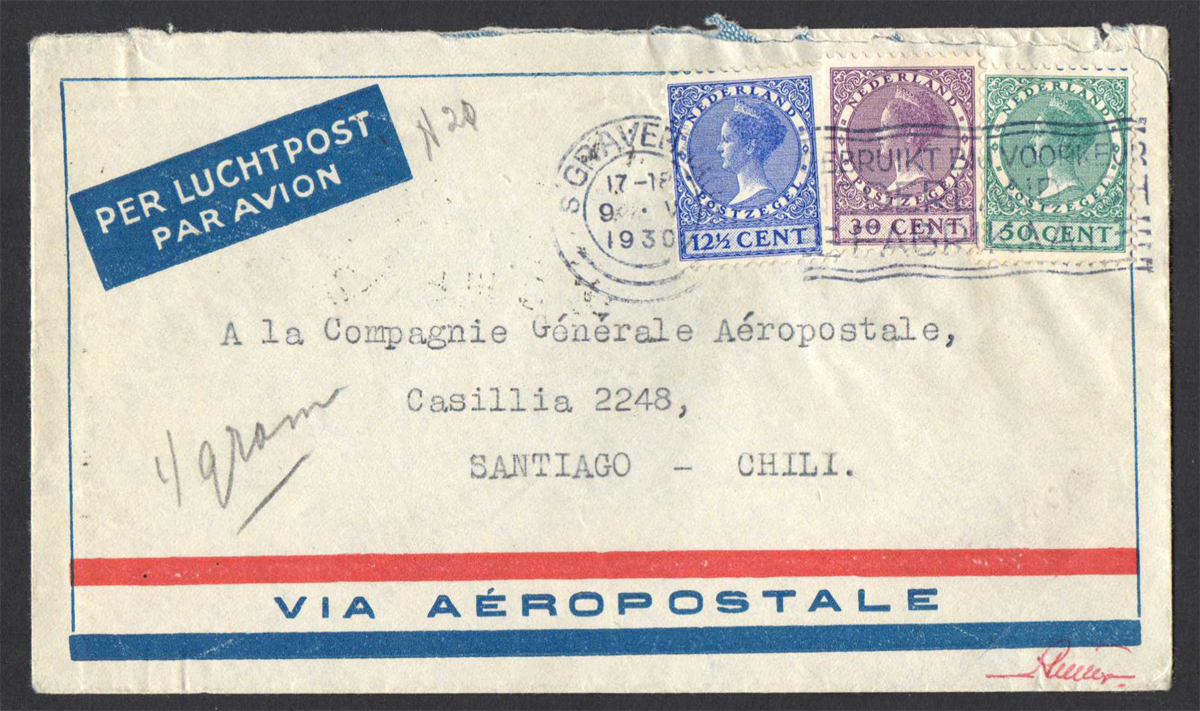 PER LUCHTPOST
PAR AVION
N 20
NEDERLAND
POSTZEGEL
12½ CENT
NEDERLAND
POSTZEGEL
30 CENT
NEDERLAND
POSTZEGEL
50 CENT
17-18
1930
A la Compagnie Générale Aéropostale,
Casillia 2248,
SANTIAGO - CHILI.
gram
VIA AÉROPOSTALE